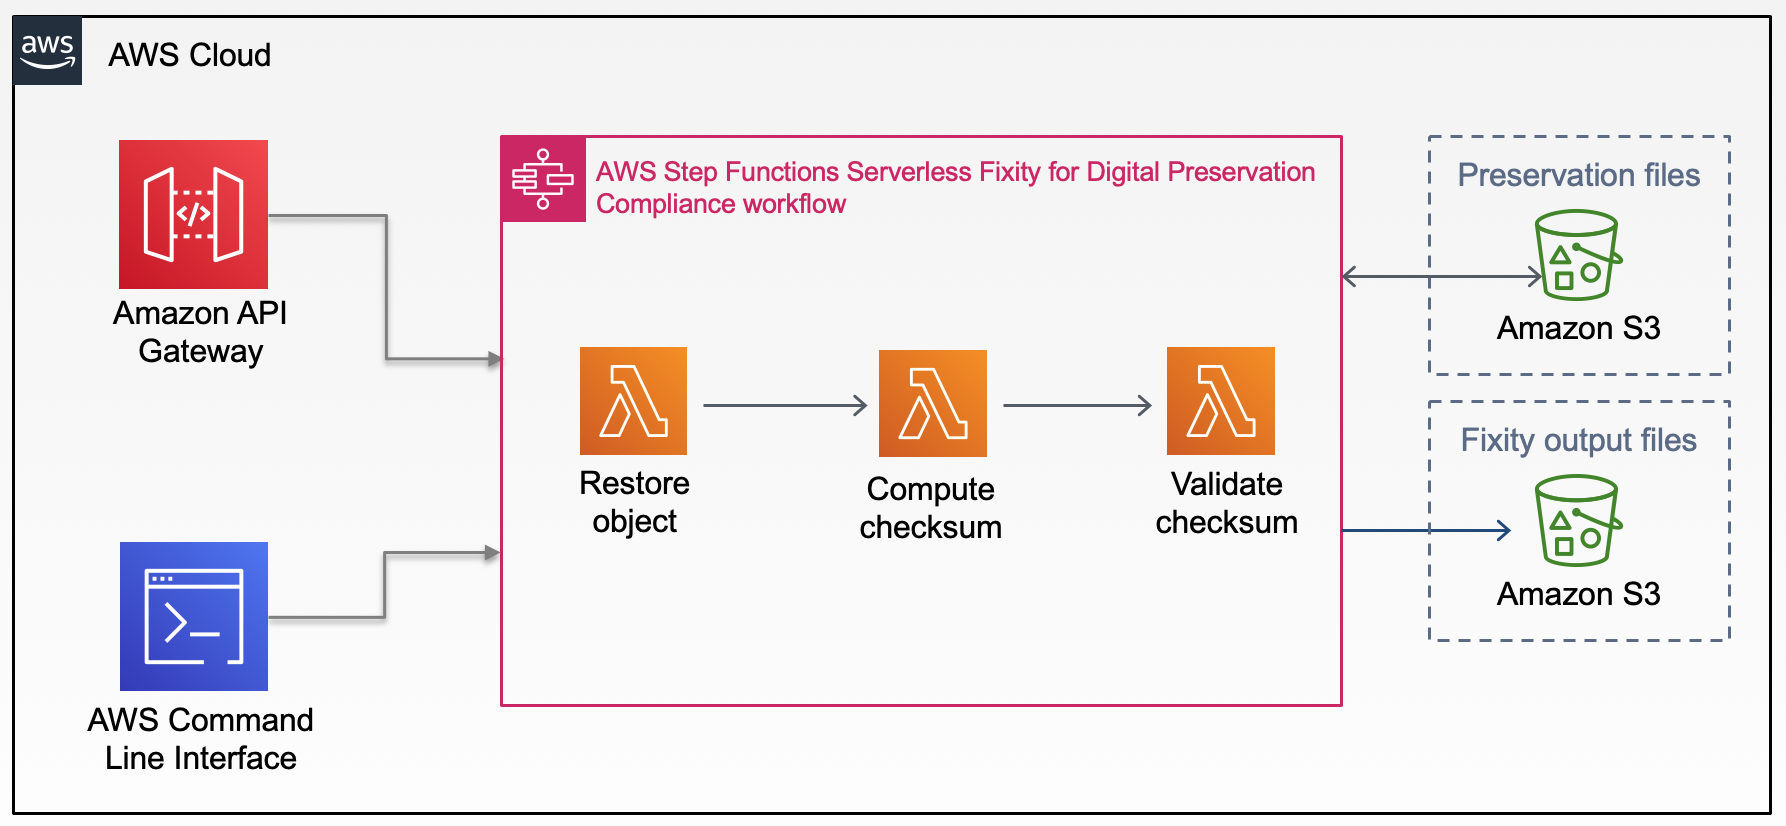 aws
AWS Cloud
Amazon API
Gateway
AWS Command
Line Interface
AWS Step Functions Serverless Fixity for Digital Preservation
Compliance workflow
Restore
object
Compute
checksum
Validate
checksum
Preservation files
Amazon S3
Fixity output files
Amazon S3